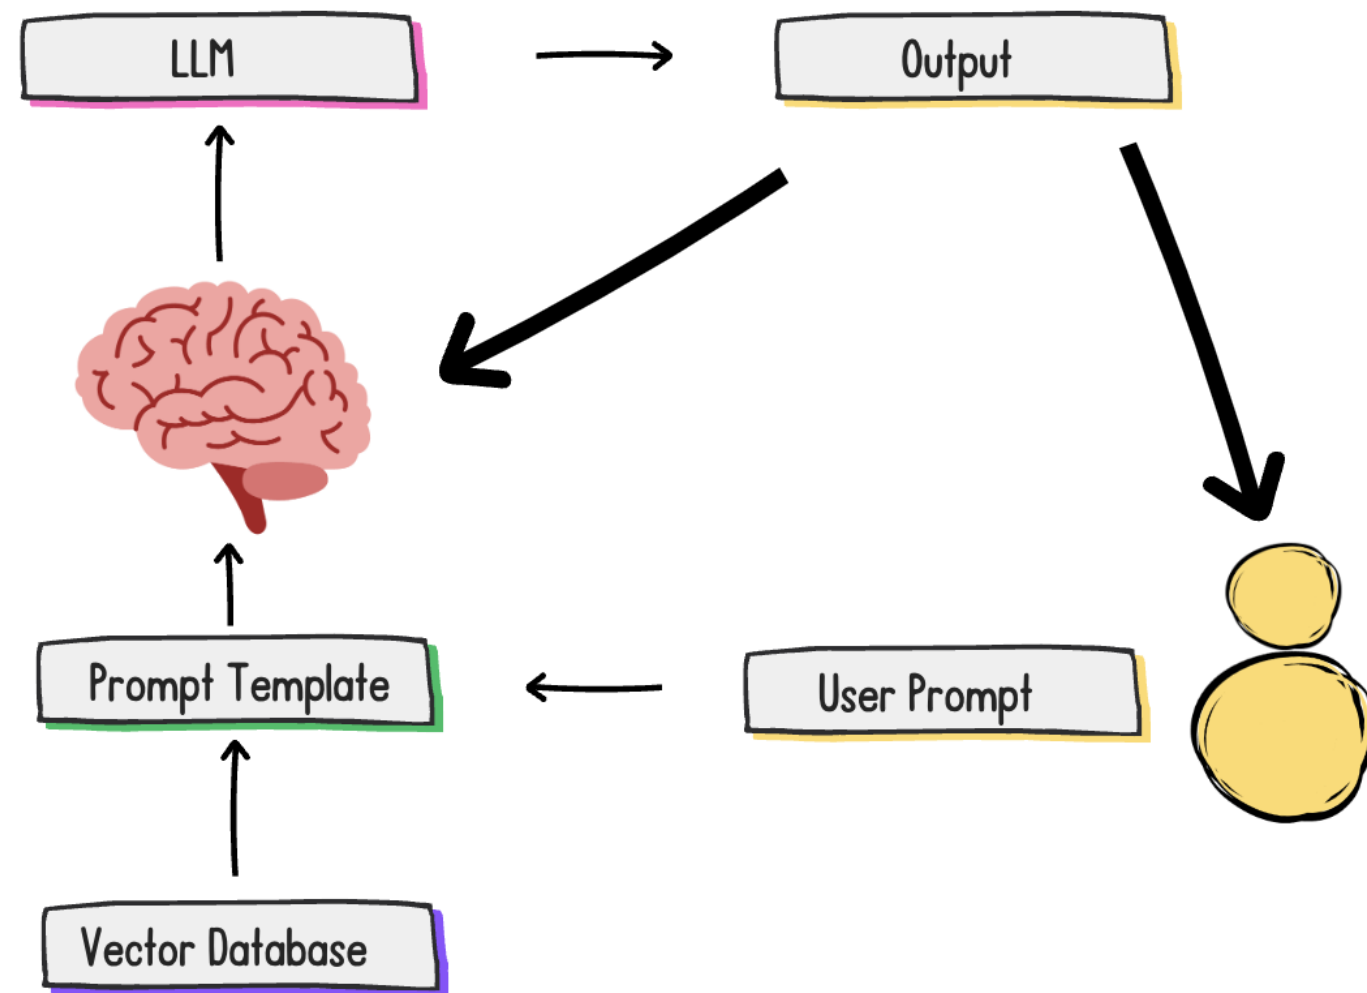 LLM
Output
Prompt Template
User Prompt
Vector Database